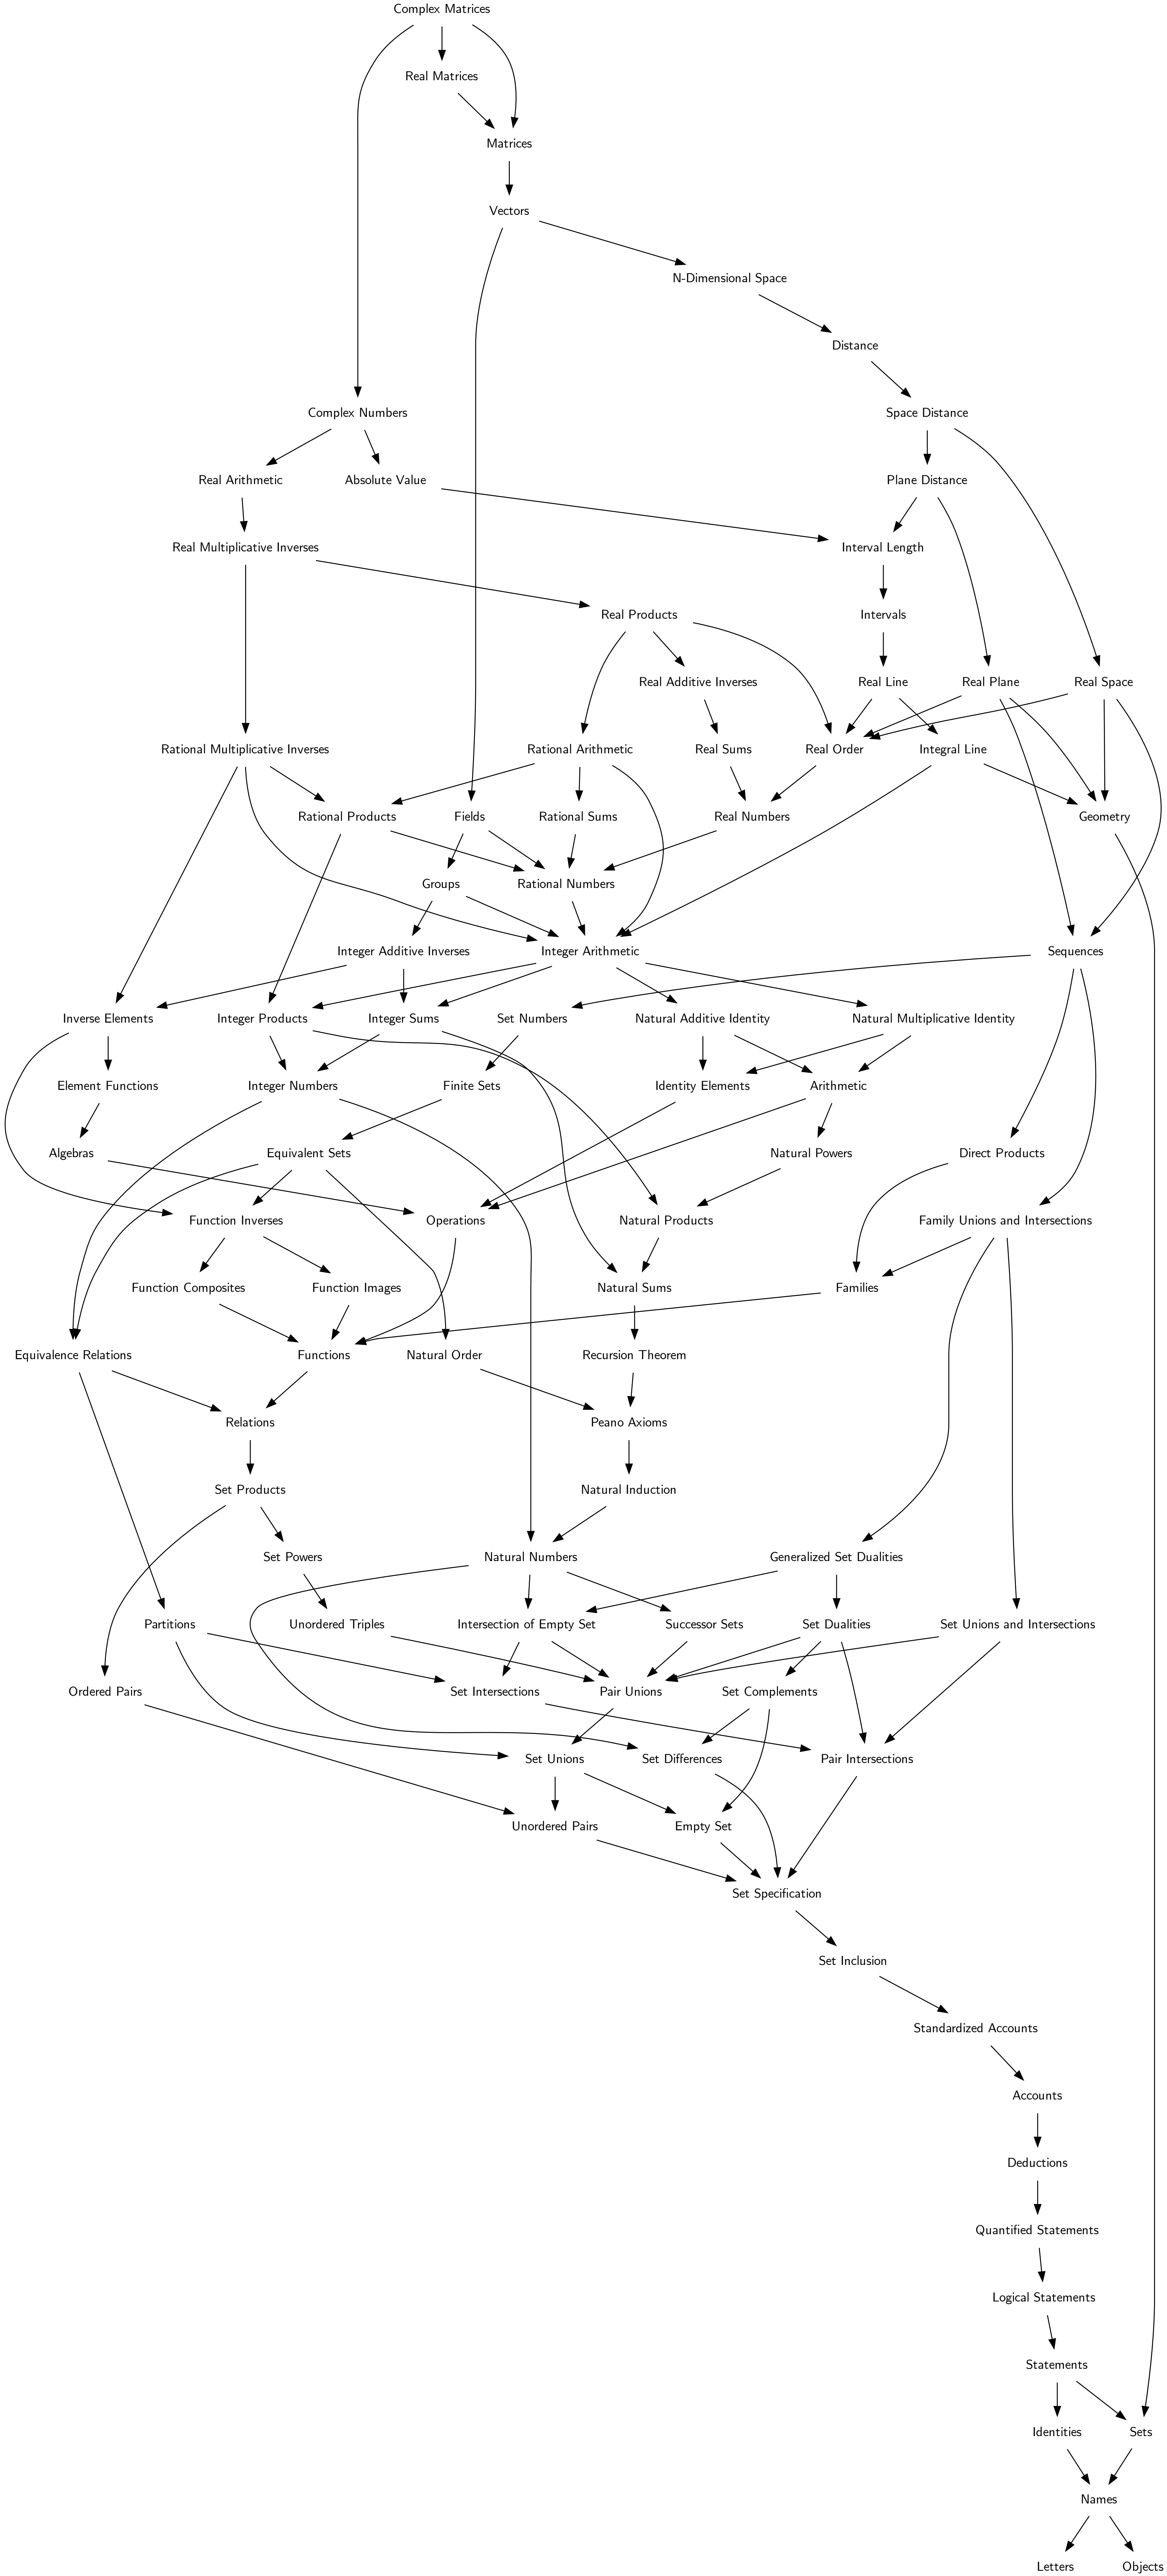 Complex Matrices
Real Matrices
Matrices
Vectors
N-Dimensional Space
Distance
Complex Numbers
Space Distance
Real Arithmetic
Absolute Value
Plane Distance
Real Multiplicative Inverses
Interval Length
Real Products
Intervals
Real Additive Inverses
Real Line
Real Plane
Real Space
Rational Multiplicative Inverses
Rational Arithmetic
Real Sums
Real Order
Integral Line
Rational Products
Fields
Rational Sums
Real Numbers
Geometry
Groups
Rational Numbers
Integer Additive Inverses
Integer Arithmetic
Sequences
Inverse Elements
Integer Products
Integer Sums
Set Numbers
Natural Additive Identity
Natural Multiplicative Identity
Element Functions
Integer Numbers
Finite Sets
Identity Elements
Arithmetic
Algebras
Equivalent Sets
Natural Powers
Direct Products
Function Inverses
Operations
Natural Products
Family Unions and Intersections
Function Composites
Function Images
Natural Sums
Families
Equivalence Relations
Functions
Natural Order
Recursion Theorem
Relations
Peano Axioms
Set Products
Natural Induction
Set Powers
Natural Numbers
Generalized Set Dualities
Partitions
Unordered Triples
Intersection of Empty Set
Successor Sets
Set Dualities
Set Unions and Intersections
Ordered Pairs
Set Intersections
Pair Unions
Set Complements
Set Unions
Set Differences
Pair Intersections
Unordered Pairs
Empty Set
Set Specification
Set Inclusion
Standardized Accounts
Accounts
Deductions
Quantified Statements
Logical Statements
Statements
Identities
Sets
Names
Letters
Objects